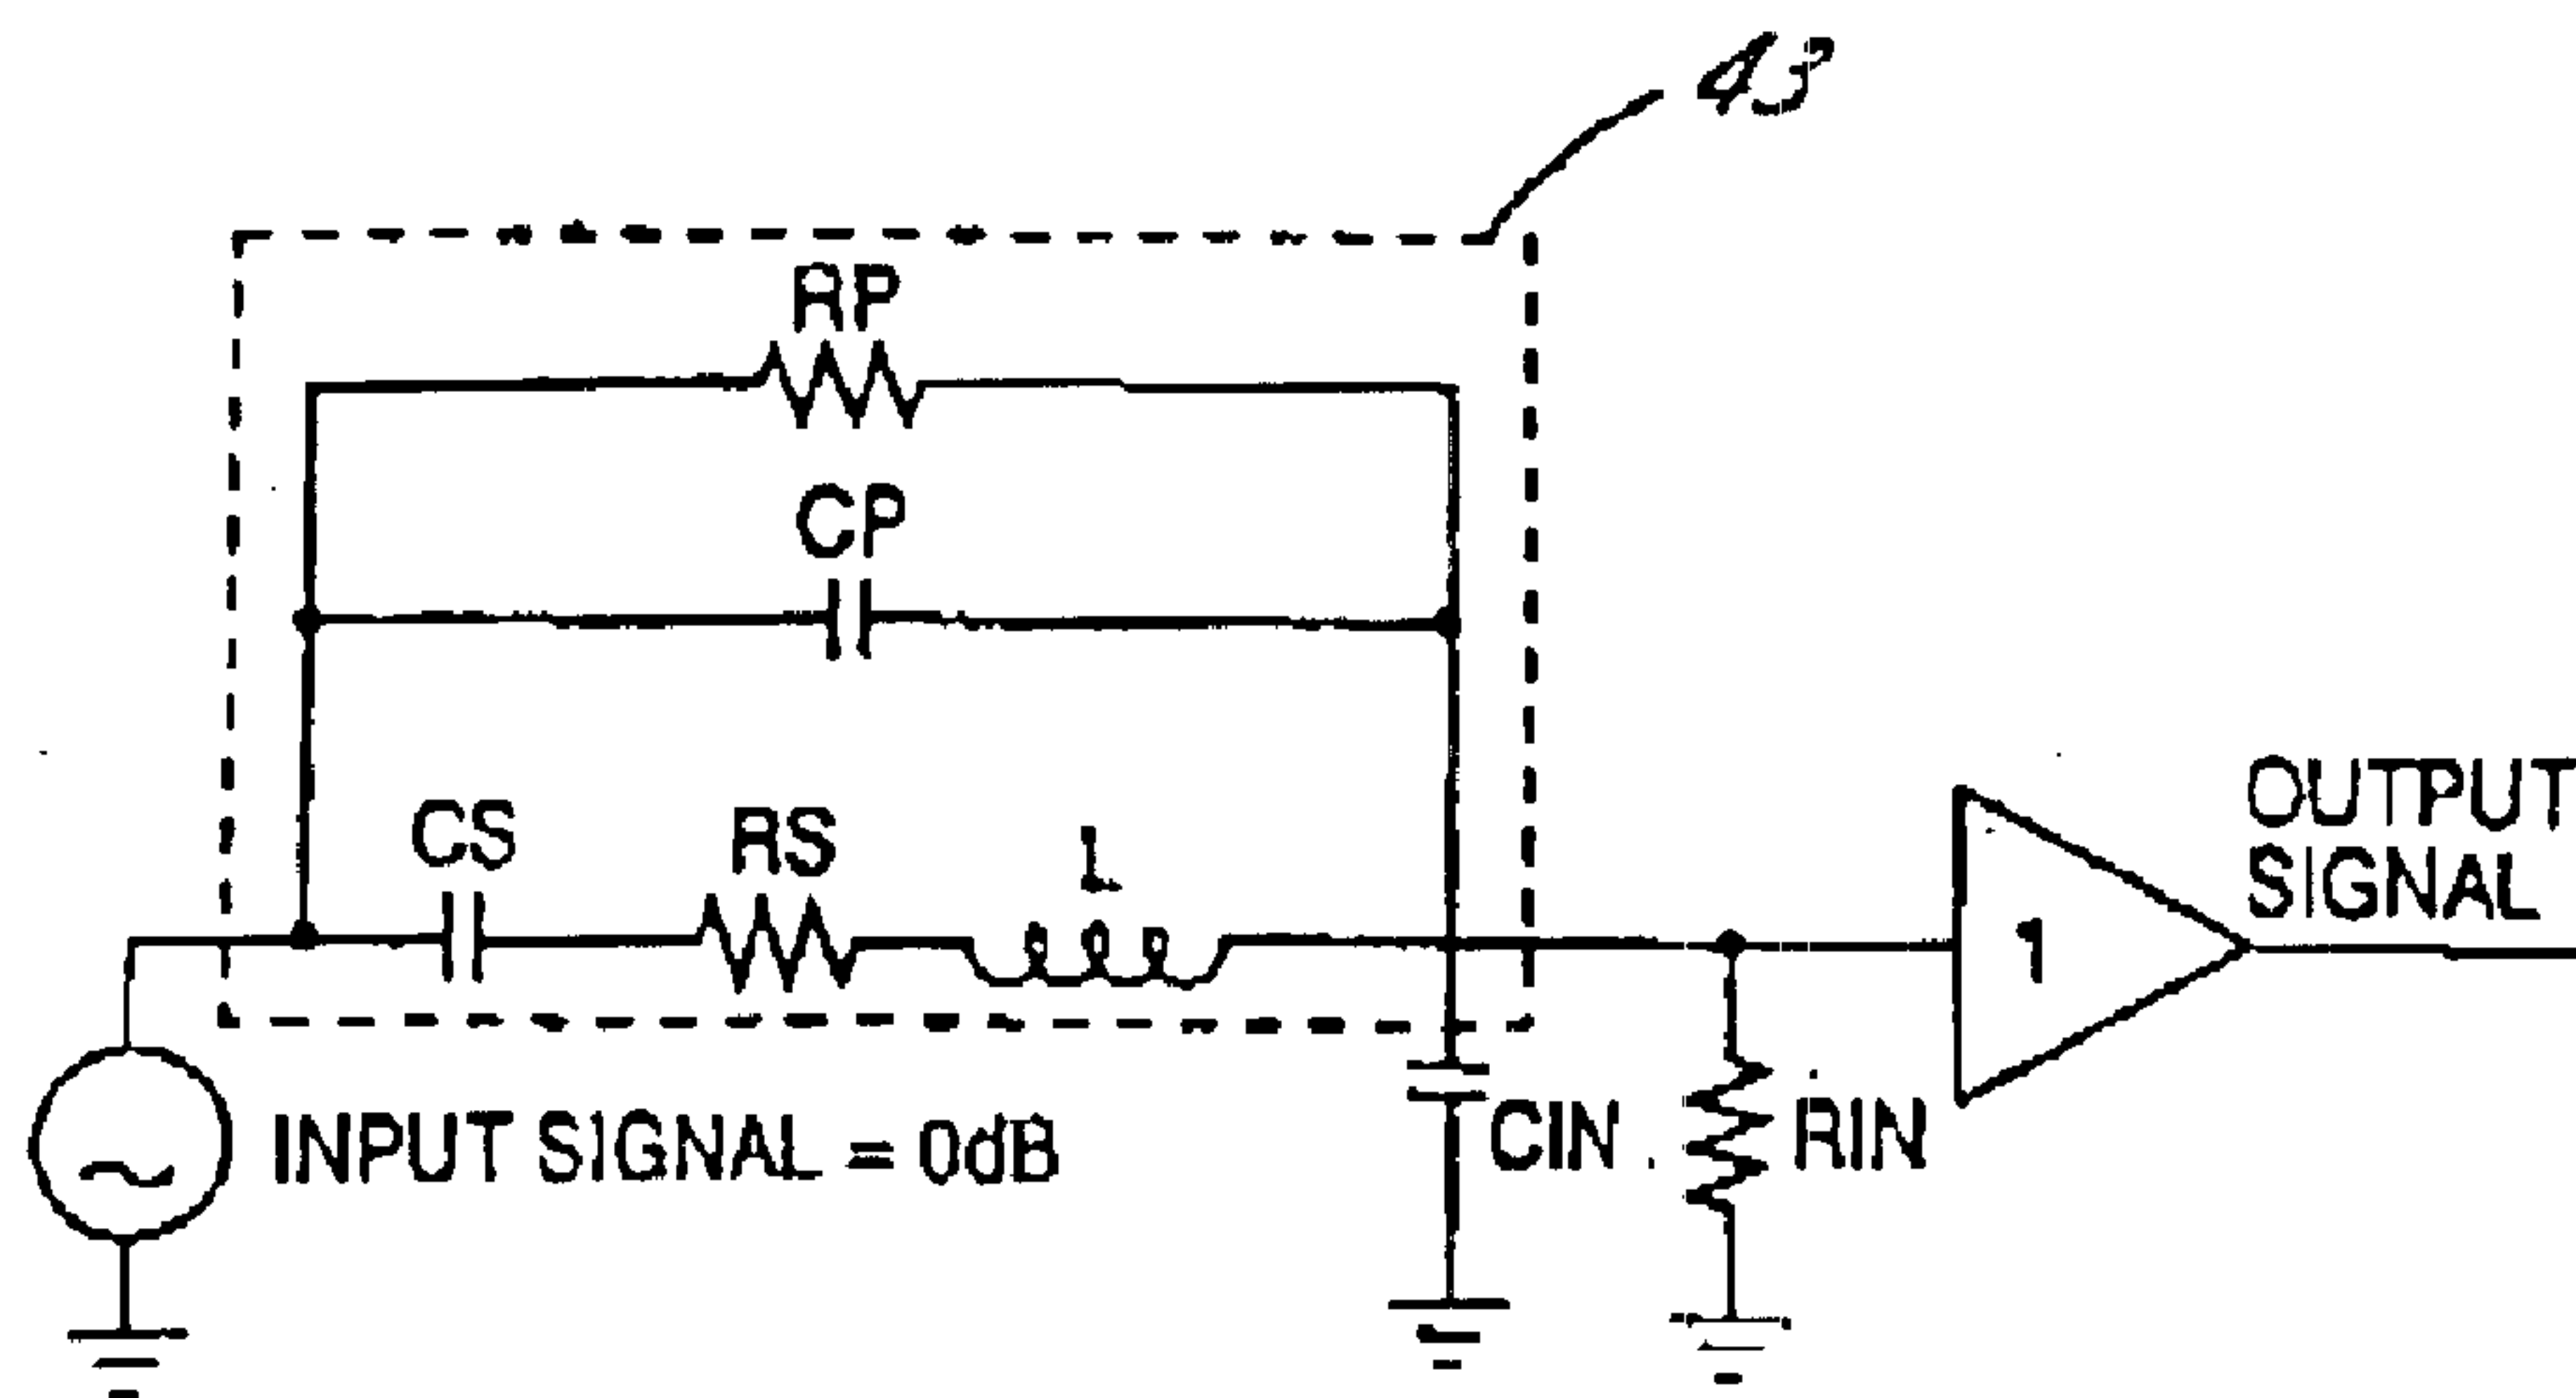 43
RP
CP
CS
RS
L
OUTPUT
SIGNAL
1
INPUT SIGNAL = 0dB
CIN
RIN